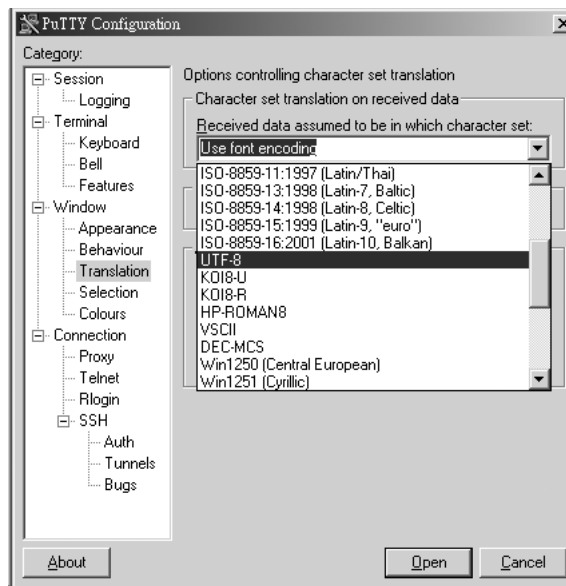 PuTTY Configuration
Category:
Session
Logging
Terminal
Keyboard
Bell
Features
Window
Appearance
Behaviour
Translation
Selection
Colours
Connection
Proxy
Telnet
Rlogin
SSH
Auth
Tunnels
Bugs
Options controlling character set translation
Character set translation on received data
Received data assumed to be in which character set:
Use font encoding
ISO-8859-11:1997 (Latin/Thai)
ISO-8859-13:1998 (Latin-7, Baltic)
ISO-8859-14:1998 (Latin-8, Celtic)
ISO-8859-15:1999 (Latin-9, "euro")
ISO-8859-16:2001 (Latin-10, Balkan)
UTF-8
KOI8-U
KOI8-R
HP-ROMAN8
VSCII
DEC-MCS
Win1250 (Central European)
Win1251 (Cyrillic)
About
Open
Cancel